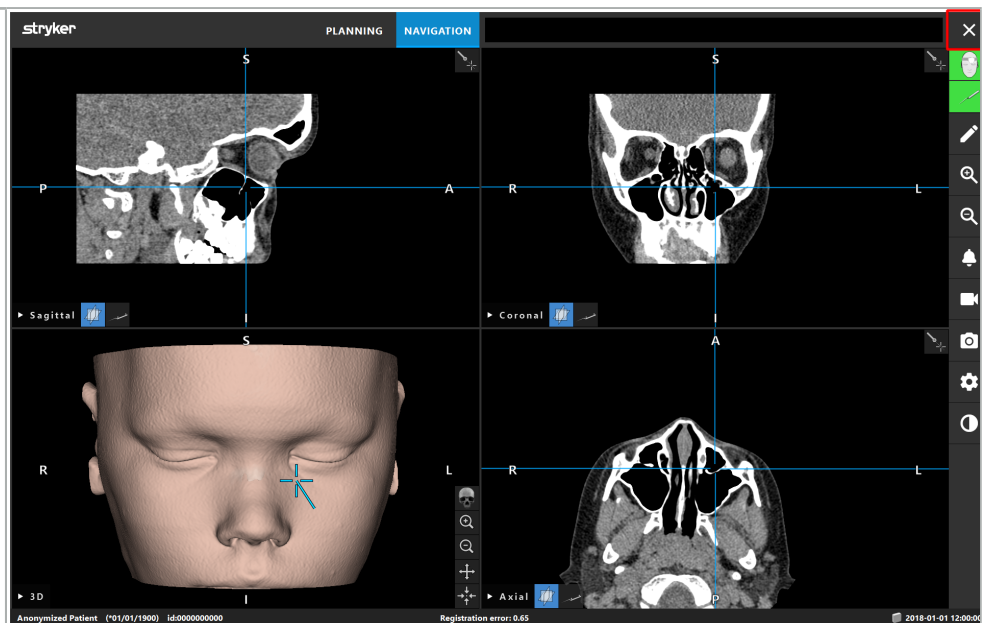 stryker PLANNING NAVIGATION
S S
P A R L
Sagittal I Coronal I
S A
R L R L
3D I Axial P
Anonymized Patient (*01/01/1900) id:0000000000 Registration error: 0.65 2018-01-01 12:00:00